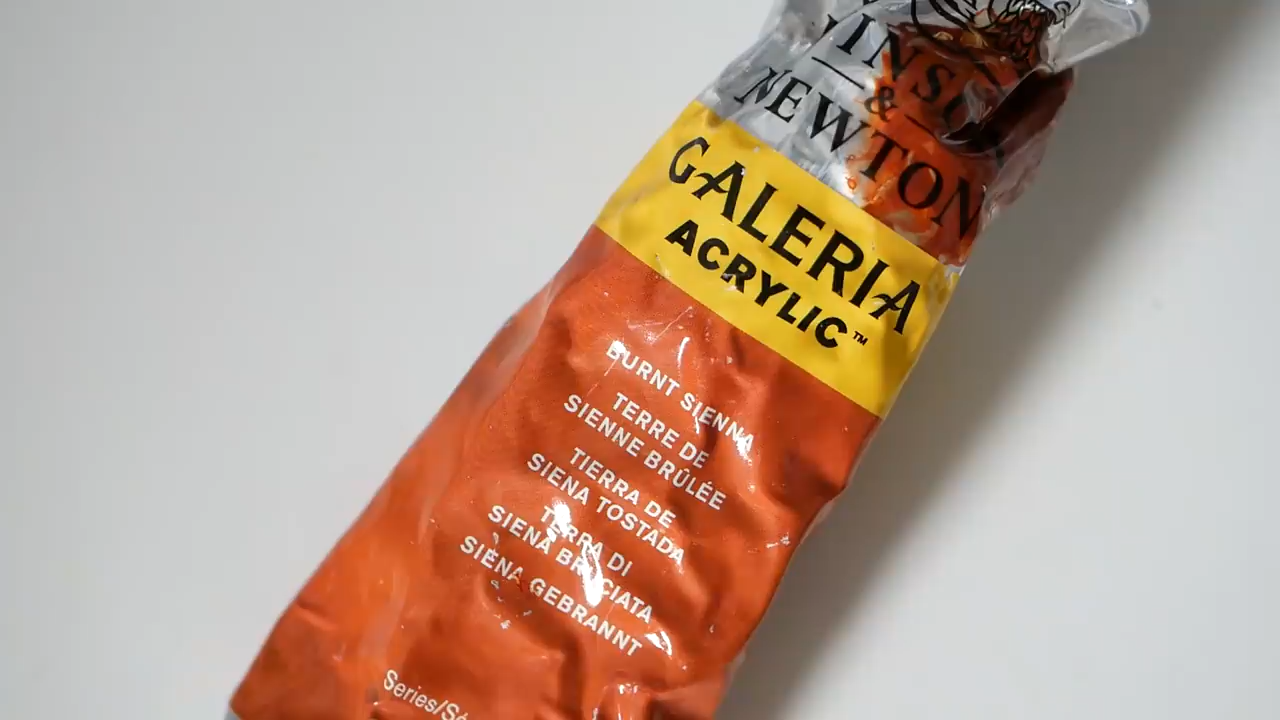 WINSOR
&
NEWTON
GALERIA
ACRYLIC™
BURNT SIENNA
TERRE DE
SIENNE BRÛLÉE
TIERRA DE
SIENA TOSTADA
TERRA DI
SIENA BRUCIATA
SIENA GEBRANNT
Series/Sé